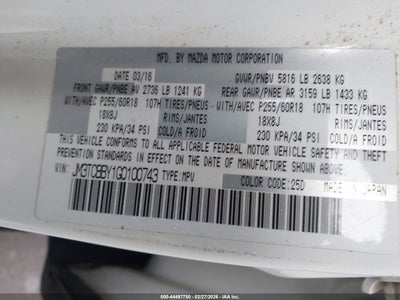 MFD. BY MAZDA MOTOR CORPORATION
DATE 03/16 GVWR/PNBV 5816 LB 2638 KG
FRONT GAWR/PNBE AV 2736 LB 1241 KG REAR GAWR/PNBE AR 3159 LB 1433 KG
WITH/AVEC P255/60R18 107H TIRES/PNEUS WITH/AVEC P255/60R18 107H TIRES/PNEUS
18X8J RIMS/JANTES 18X8J RIMS/JANTES
230 KPA/34 PSI COLD/A FROID 230 KPA/34 PSI COLD/A FROID
THIS VEHICLE CONFORMS TO ALL APPLICABLE FEDERAL MOTOR VEHICLE SAFETY, BUMPER,
AND THEFT PREVENTION STANDARDS IN EFFECT ON THE DATE OF MANUFACTURE SHOWN ABOVE.
VIN: JM3TCBBY1G0100743 TYPE:MPV
COLOR CODE:25D MADE IN JAPAN
#### 44497760 - 02/27/2026 - IAA Holdings, LLC